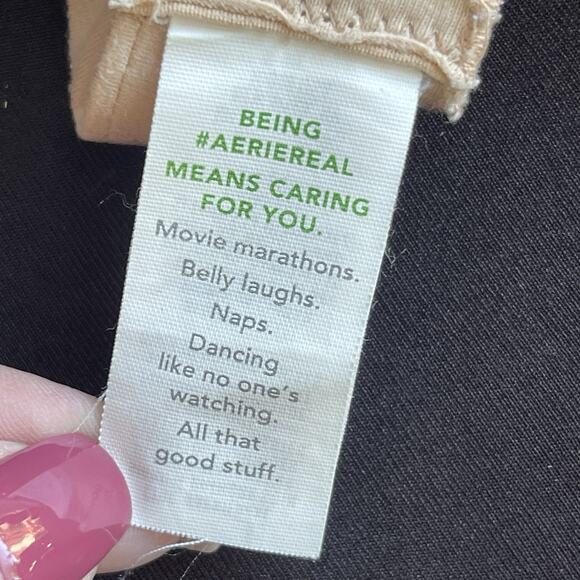 BEING
#AERIEREAL
MEANS CARING
FOR YOU.
Movie marathons.
Belly laughs.
Naps.
Dancing
like no one's
watching.
All that
good stuff.